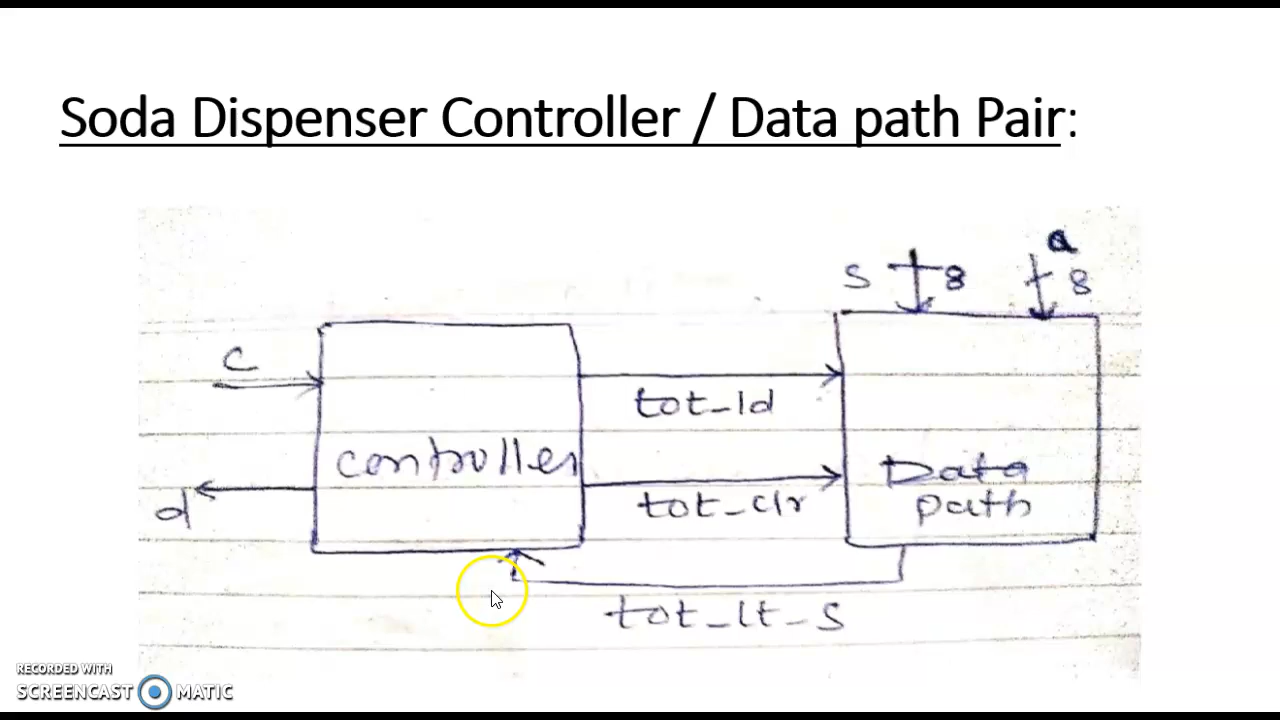 Soda Dispenser Controller / Data path Pair:
a
S 8 8
C
tot_ld
controller
Data
path
d
tot_clr
tot_lt_s
RECORDED WITH
SCREENCAST MATIC